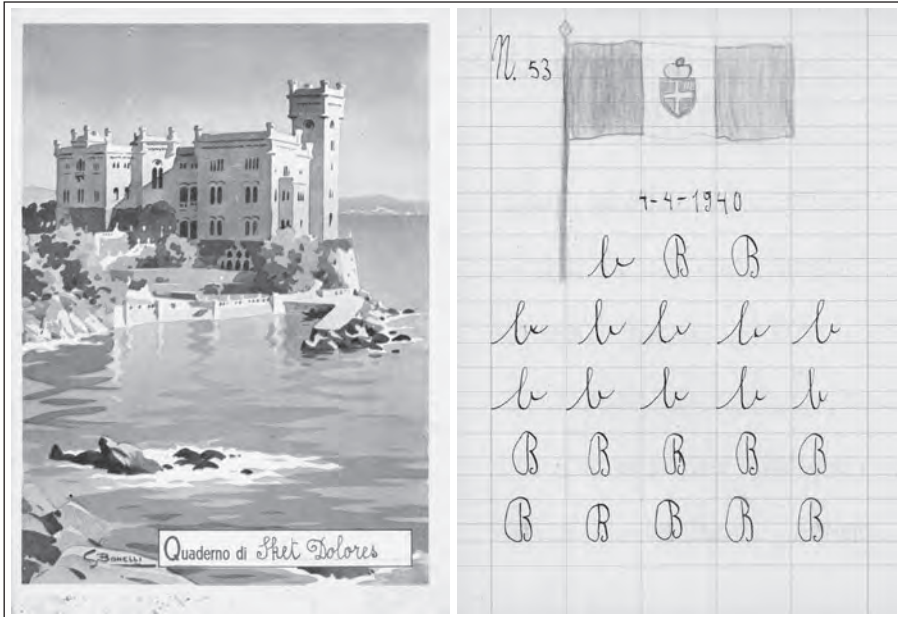 G. BONELLI
Quaderno di Sket Dolores
N. 53
4-4-1940
b B B
b b b b b
b b b b b
B B B B B
B B B B B